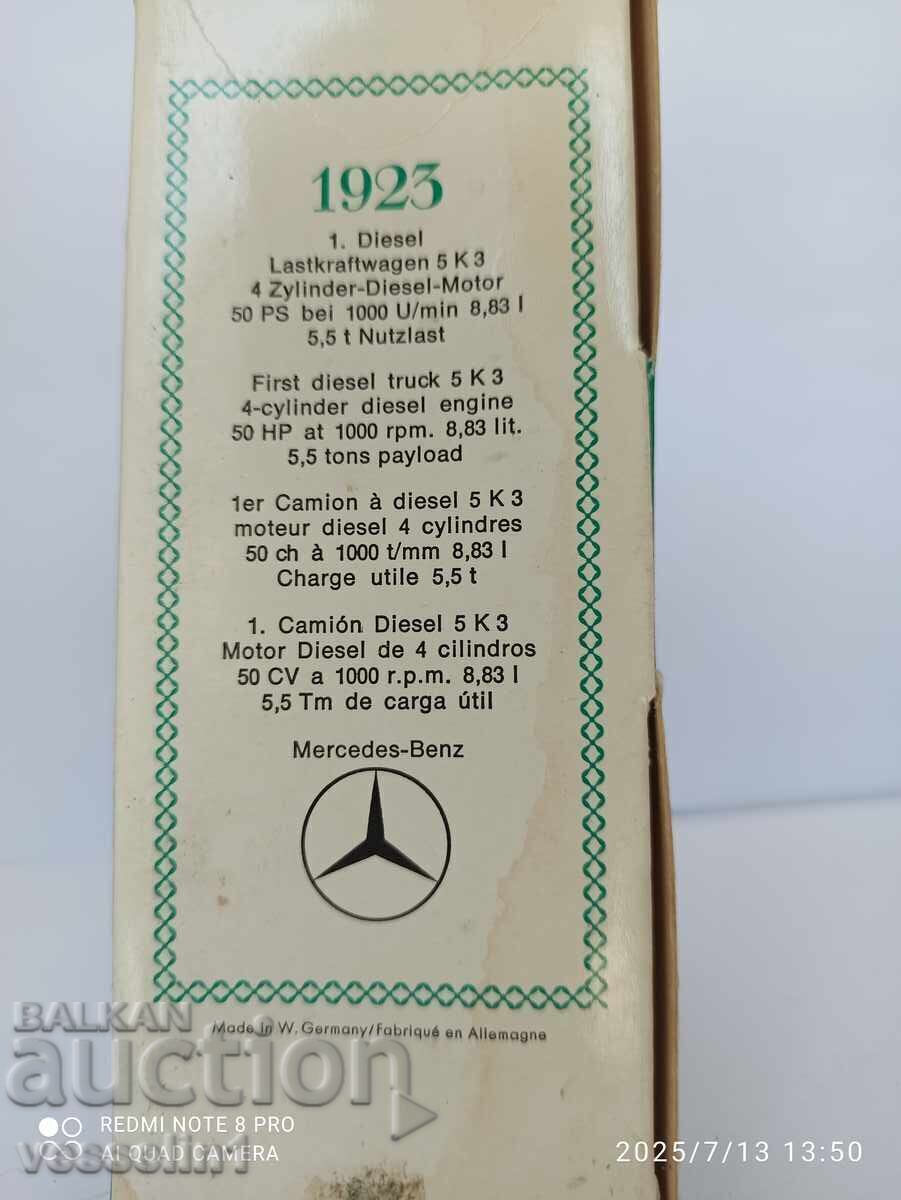 1923
1. Diesel
Lastkraftwagen 5 K 3
4 Zylinder-Diesel-Motor
50 PS bei 1000 U/min 8,83 l
5,5 t Nutzlast
First diesel truck 5 K 3
4-cylinder diesel engine
50 HP at 1000 rpm. 8,83 lit.
5,5 tons payload
1er Camion à diesel 5 K 3
moteur diesel 4 cylindres
50 ch à 1000 t/mm 8,83 l
Charge utile 5,5 t
1. Camión Diesel 5 K 3
Motor Diesel de 4 cilindros
50 CV a 1000 r.p.m. 8,83 l
5,5 Tm de carga útil
Mercedes-Benz
Made in W. Germany/Fabriqué en Allemagne
BALKAN
auction
REDMI NOTE 8 PRO
AI QUAD CAMERA
vesselin,1
2025/7/13 13:50